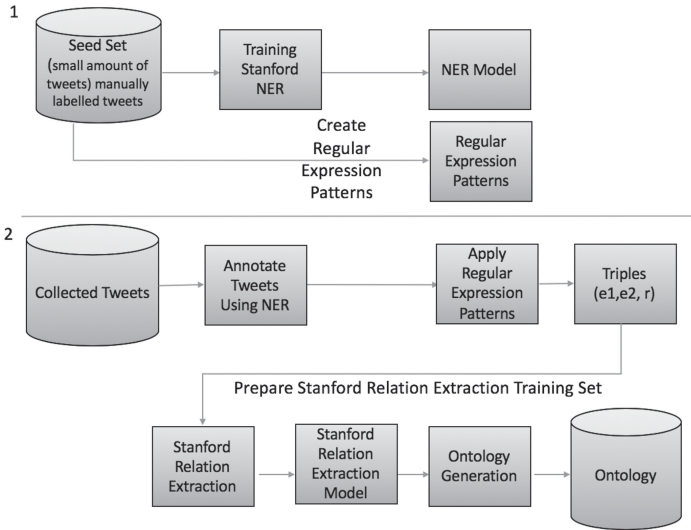 1
Seed Set
(small amount of
tweets) manually
labelled tweets
Training
Stanford
NER
NER Model
Create
Regular
Expression
Patterns
Regular
Expression
Patterns
2
Collected Tweets
Annotate
Tweets
Using NER
Apply
Regular
Expression
Patterns
Triples
(e1,e2, r)
Prepare Stanford Relation Extraction Training Set
Stanford
Relation
Extraction
Stanford
Relation
Extraction
Model
Ontology
Generation
Ontology